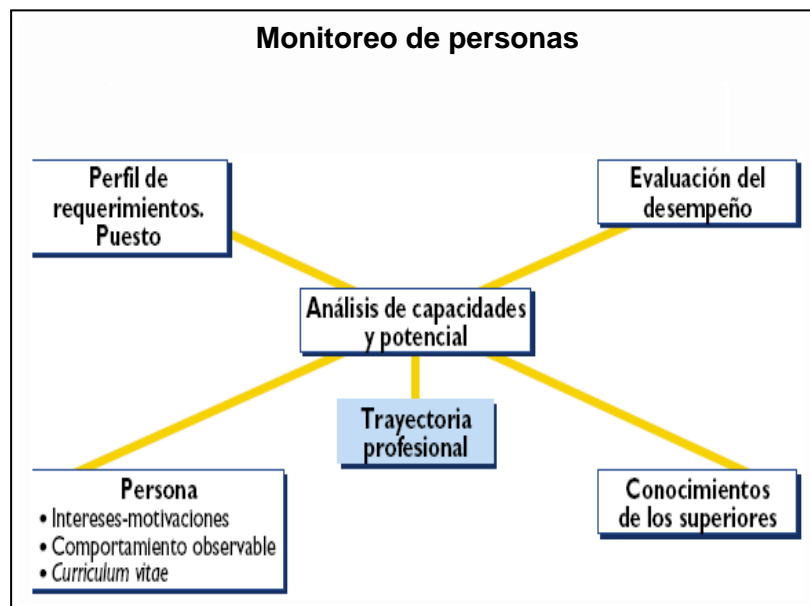 Monitoreo de personas
Perfil de
requerimientos.
Puesto
Evaluación del
desempeño
Análisis de capacidades
y potencial
Trayectoria
profesional
Persona
• Intereses-motivaciones
• Comportamiento observable
• Curriculum vitae
Conocimientos
de los superiores